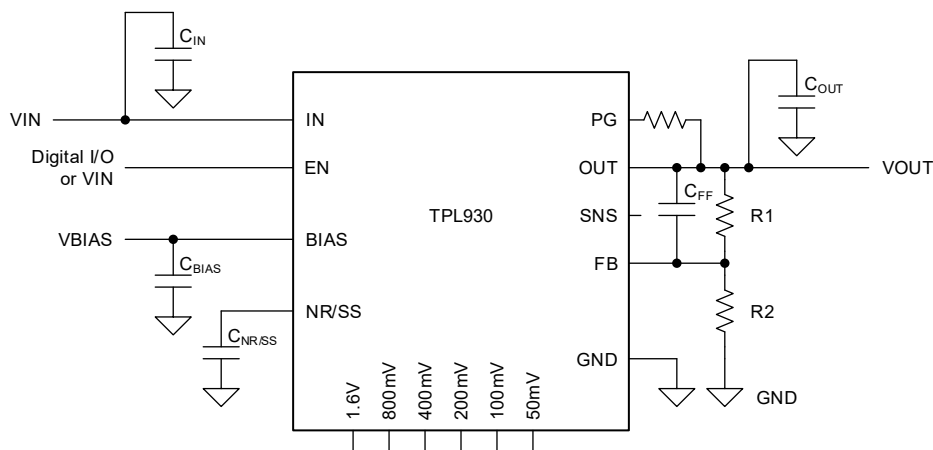 CIN
COUT
VIN
IN
PG
Digital I/O
or VIN
EN
OUT
VOUT
CFF
TPL930
SNS
R1
VBIAS
BIAS
FB
CBIAS
NR/SS
R2
CNR/SS
GND
GND
1.6V
800mV
400mV
200mV
100mV
50mV